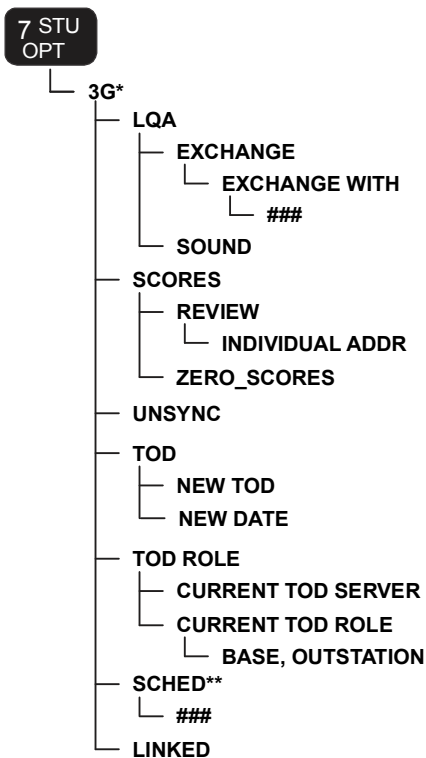 7 STU
OPT
3G*
LQA
EXCHANGE
EXCHANGE WITH
###
SOUND
SCORES
REVIEW
INDIVIDUAL ADDR
ZERO_SCORES
UNSYNC
TOD
NEW TOD
NEW DATE
TOD ROLE
CURRENT TOD SERVER
CURRENT TOD ROLE
BASE, OUTSTATION
SCHED**
###
LINKED